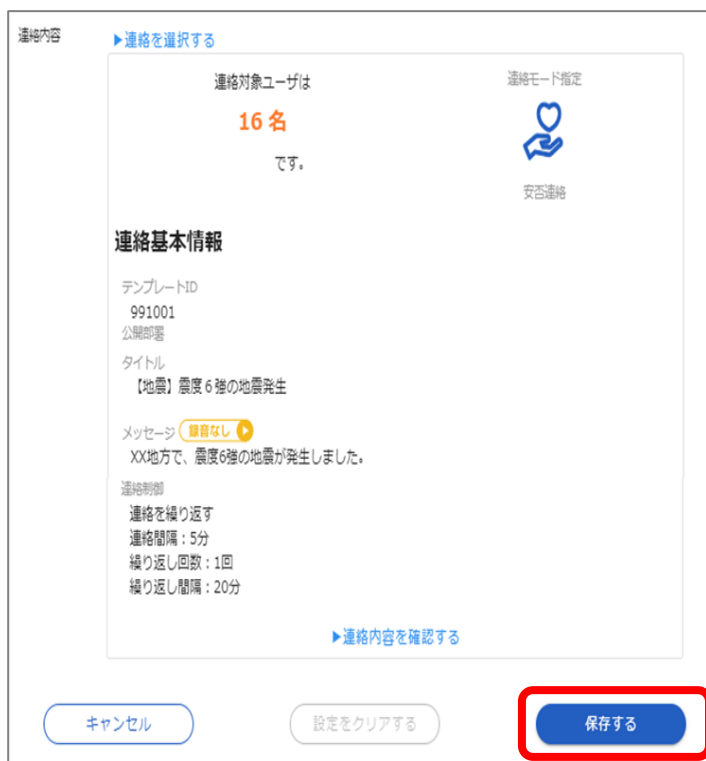 連絡内容
▶連絡を選択する
連絡対象ユーザは
連絡モード指定
16 名
です。
安否連絡
連絡基本情報
テンプレートID
991001
公開部署
タイトル
【地震】震度６強の地震発生
メッセージ 録音なし
XX地方で、震度6強の地震が発生しました。
連絡制御
連絡を繰り返す
連絡間隔：5分
繰り返し回数：1回
繰り返し間隔：20分
▶連絡内容を確認する
キャンセル 設定をクリアする 保存する